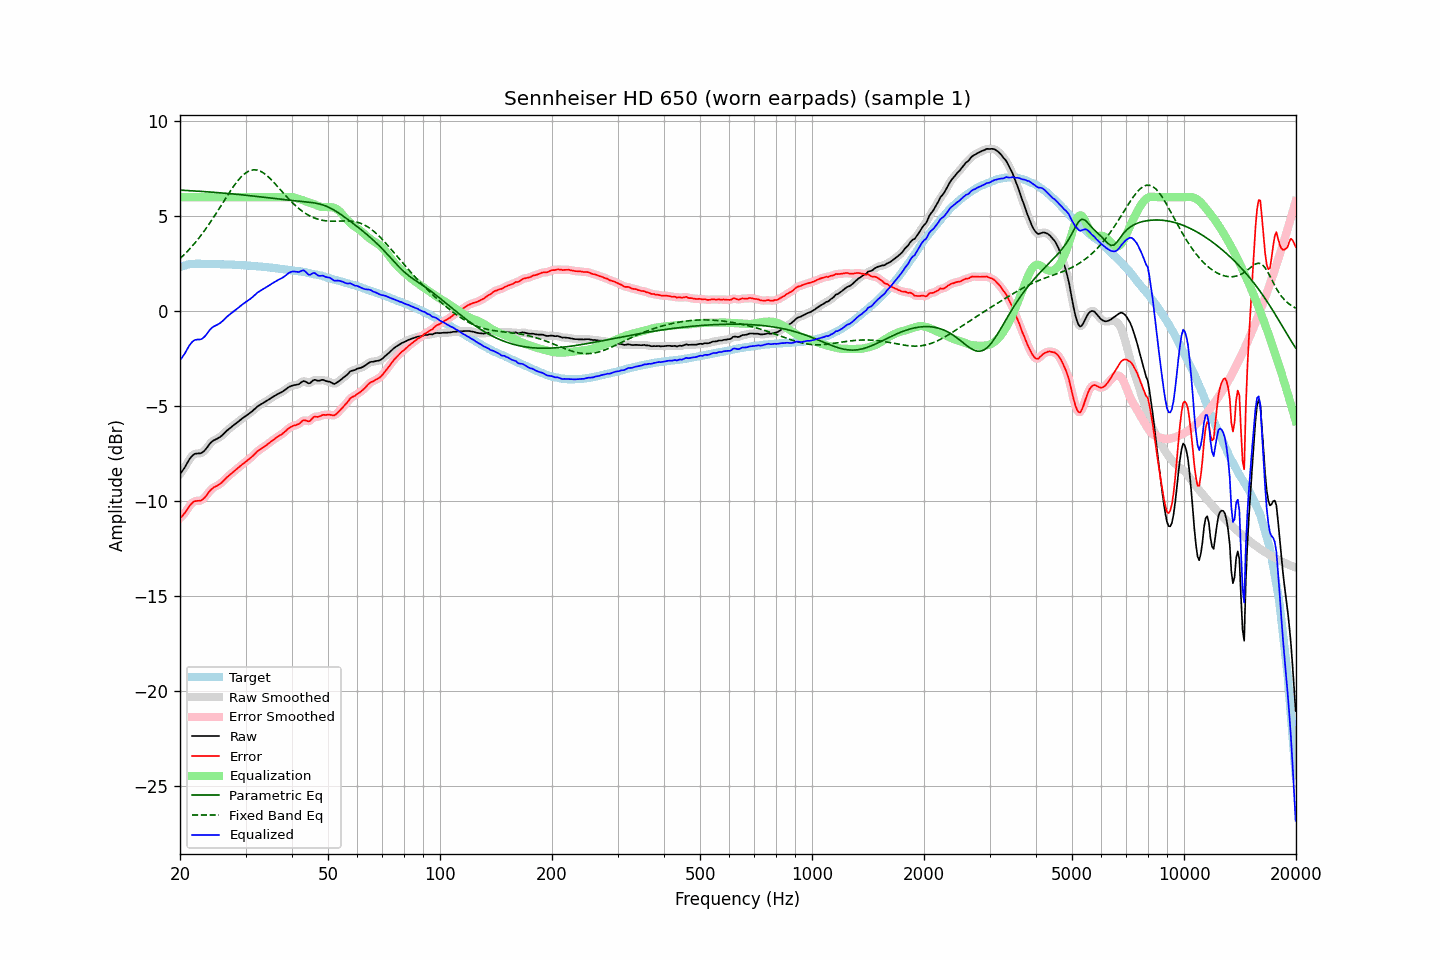 Sennheiser HD 650 (worn earpads) (sample 1)
10
5
0
−5
−10
−15
−20
−25
Amplitude (dBr)
Target
Raw Smoothed
Error Smoothed
Raw
Error
Equalization
Parametric Eq
Fixed Band Eq
Equalized
20 50 100 200 500 1000 2000 5000 10000 20000
Frequency (Hz)